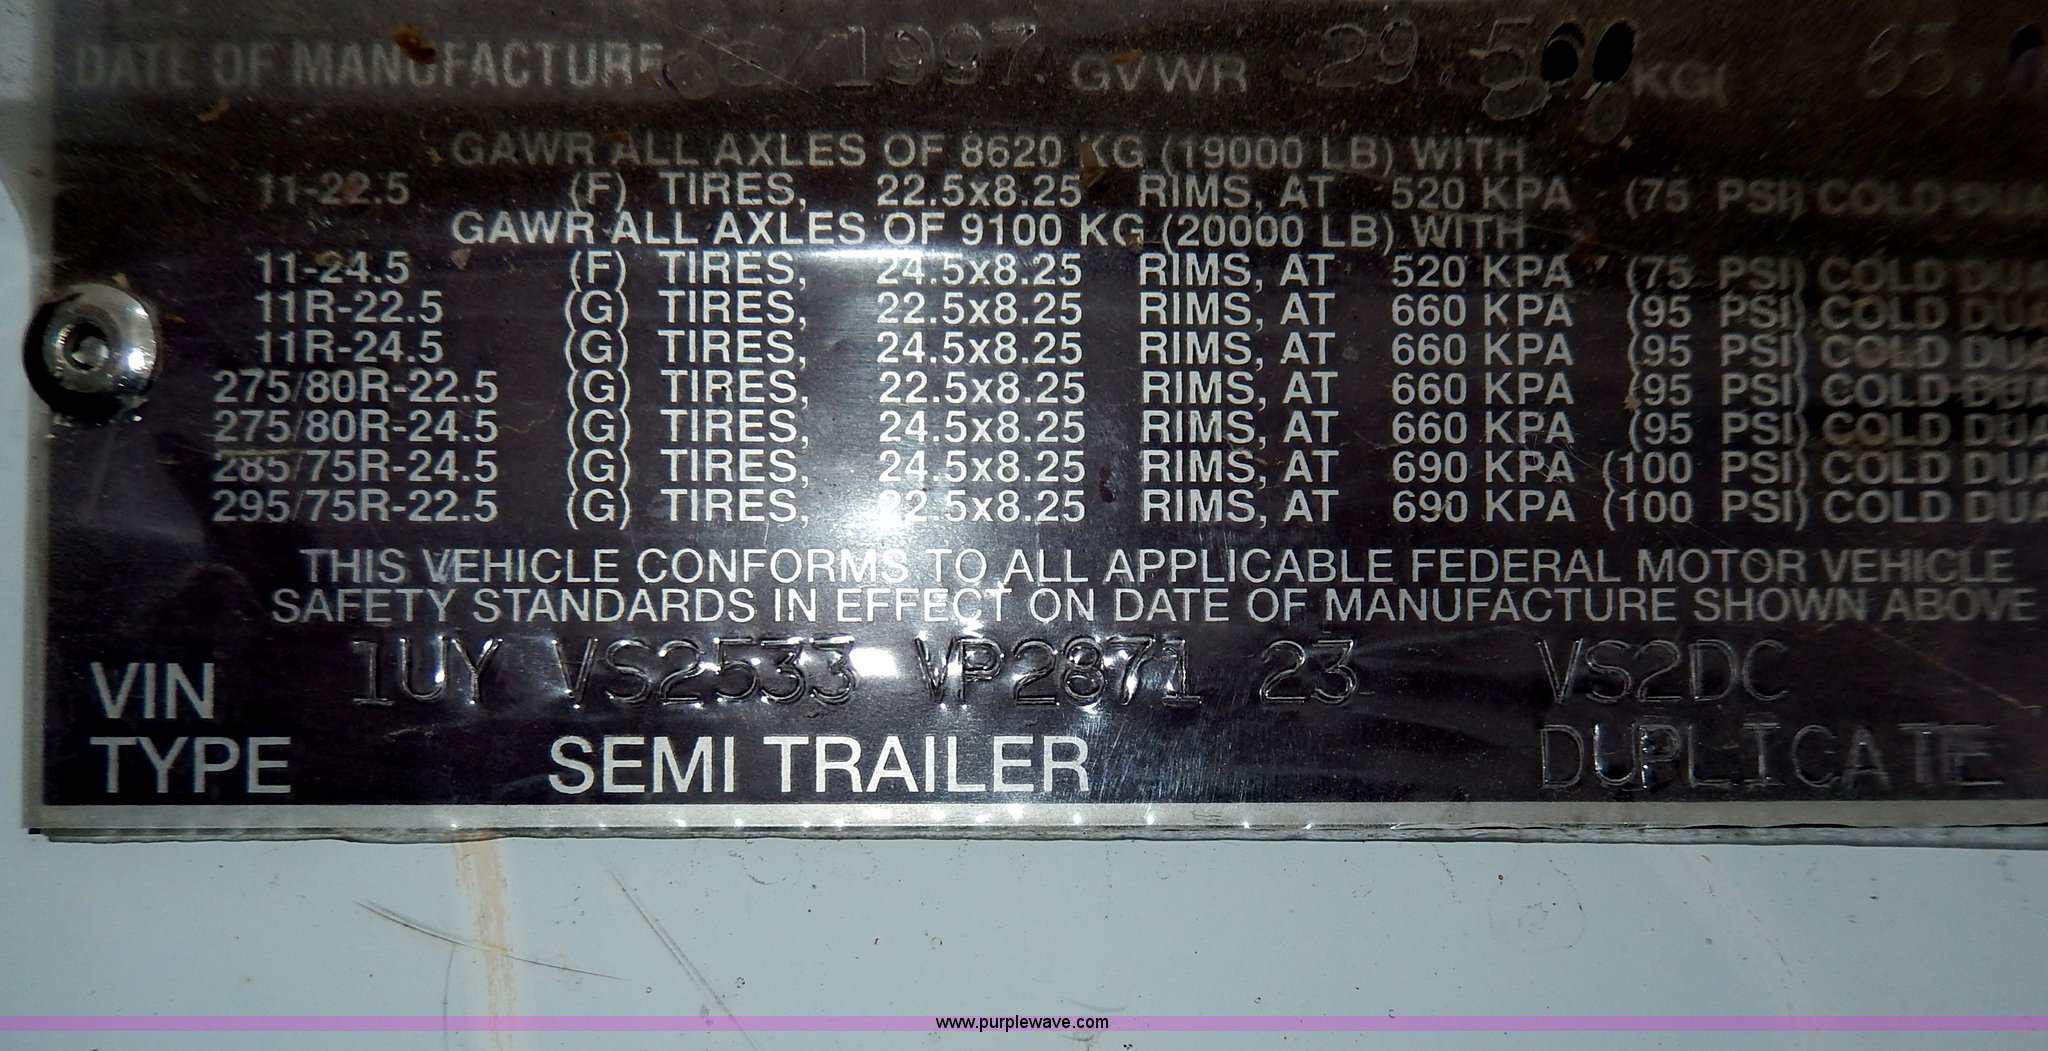 DATE OF MANUFACTURE /1997 GVWR 29,5 KG( 65,
GAWR ALL AXLES OF 8620 KG (19000 LB) WITH
11-22.5 (F) TIRES, 22.5x8.25 RIMS, AT 520 KPA (75 PSI) COLD DUA
GAWR ALL AXLES OF 9100 KG (20000 LB) WITH
11-24.5 (F) TIRES, 24.5x8.25 RIMS, AT 520 KPA (75 PSI) COLD DUA
11R-22.5 (G) TIRES, 22.5x8.25 RIMS, AT 660 KPA (95 PSI) COLD DUA
11R-24.5 (G) TIRES, 24.5x8.25 RIMS, AT 660 KPA (95 PSI) COLD DUA
275/80R-22.5 (G) TIRES, 22.5x8.25 RIMS, AT 660 KPA (95 PSI) COLD DUA
275/80R-24.5 (G) TIRES, 24.5x8.25 RIMS, AT 660 KPA (95 PSI) COLD DUA
285/75R-24.5 (G) TIRES, 24.5x8.25 RIMS, AT 690 KPA (100 PSI) COLD DUA
295/75R-22.5 (G) TIRES, 22.5x8.25 RIMS, AT 690 KPA (100 PSI) COLD DUA
THIS VEHICLE CONFORMS TO ALL APPLICABLE FEDERAL MOTOR VEHICLE
SAFETY STANDARDS IN EFFECT ON DATE OF MANUFACTURE SHOWN ABOVE
VIN 1UY VS2533 VP2871 23 VS2DC
TYPE SEMI TRAILER DUPLICATE
www.purplewave.com